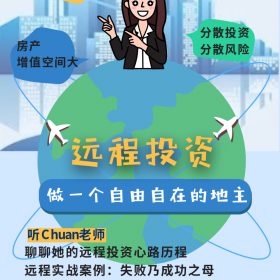 房产
增值空间大
分散投资
分散风险
远程投资
做一个自由自在的地主
听Chuan老师
聊聊她的远程投资心路历程
远程实战案例：失败乃成功之母